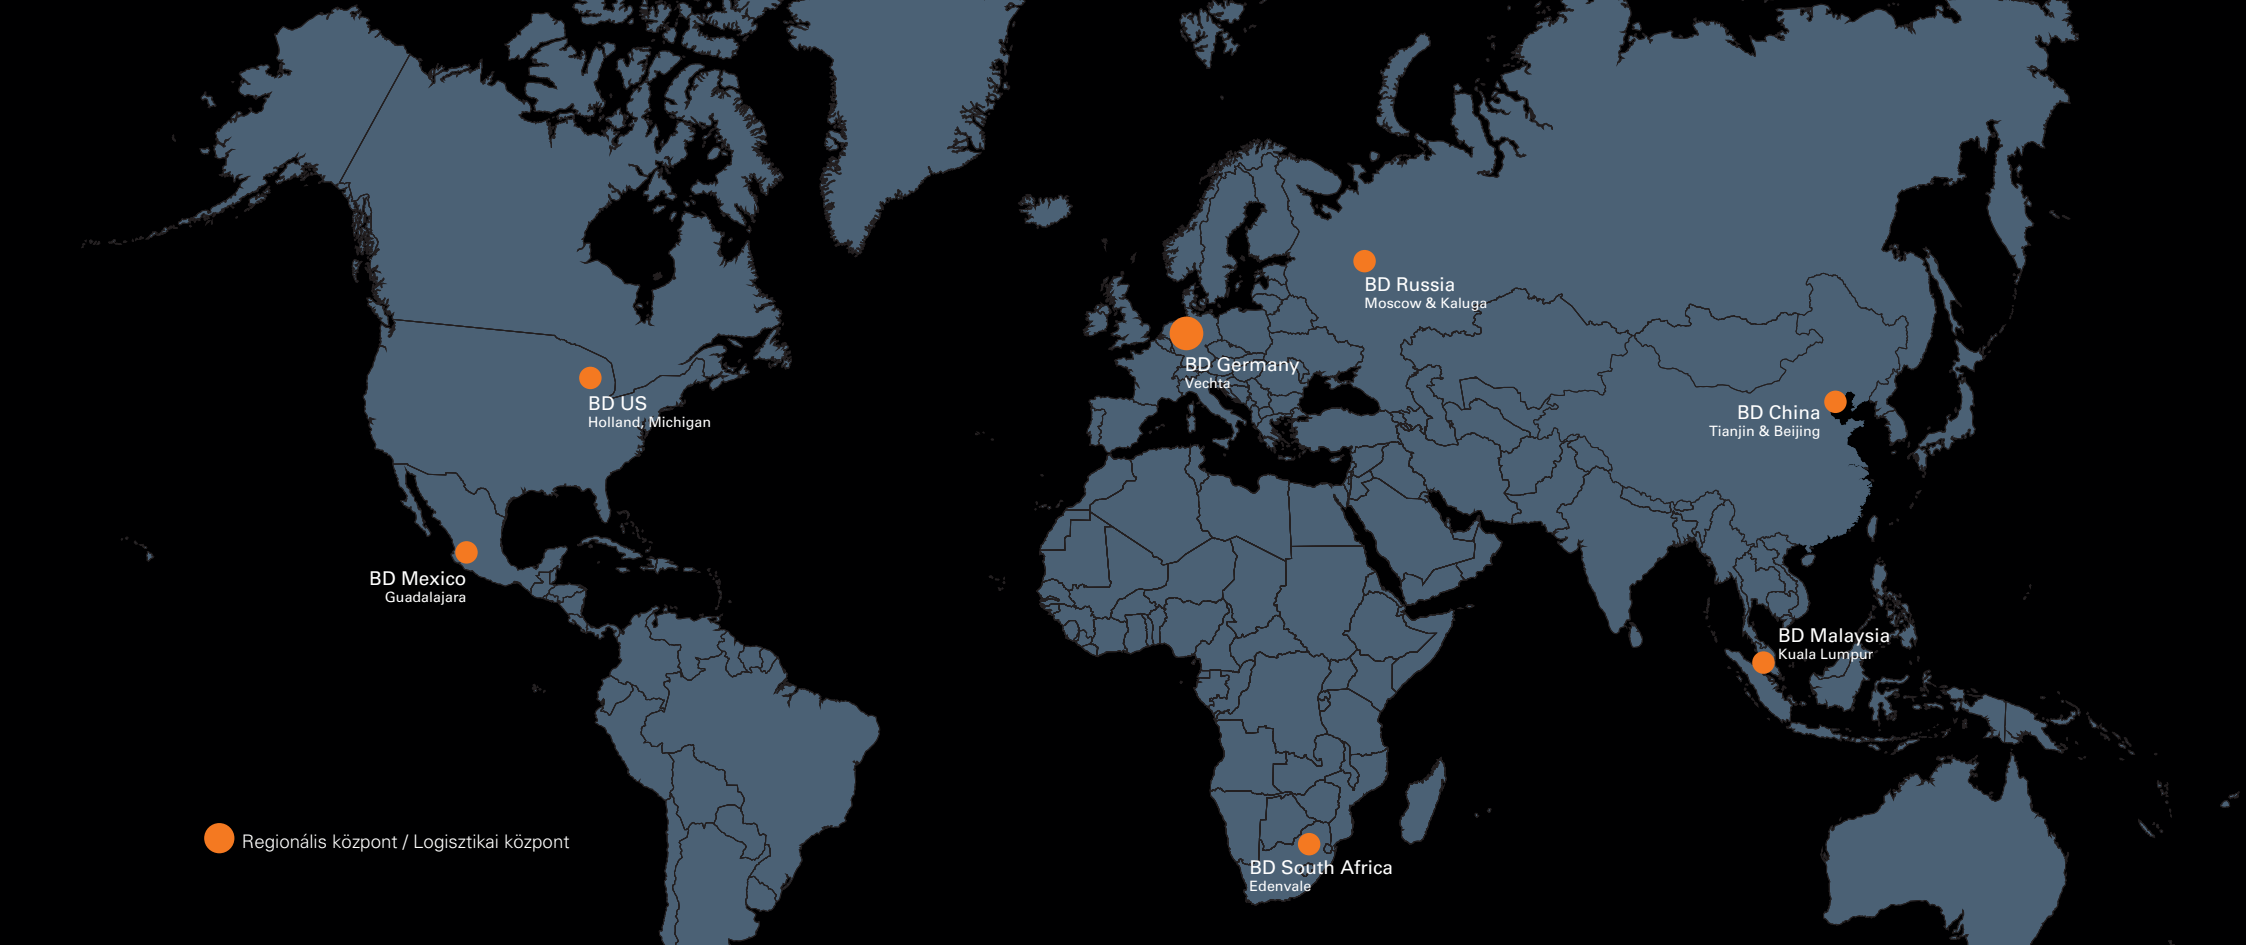 BD Russia
Moscow & Kaluga
BD Germany
Vechta
BD US
Holland, Michigan
BD China
Tianjin & Beijing
BD Mexico
Guadalajara
BD Malaysia
Kuala Lumpur
Regionális központ / Logisztikai központ
BD South Africa
Edenvale